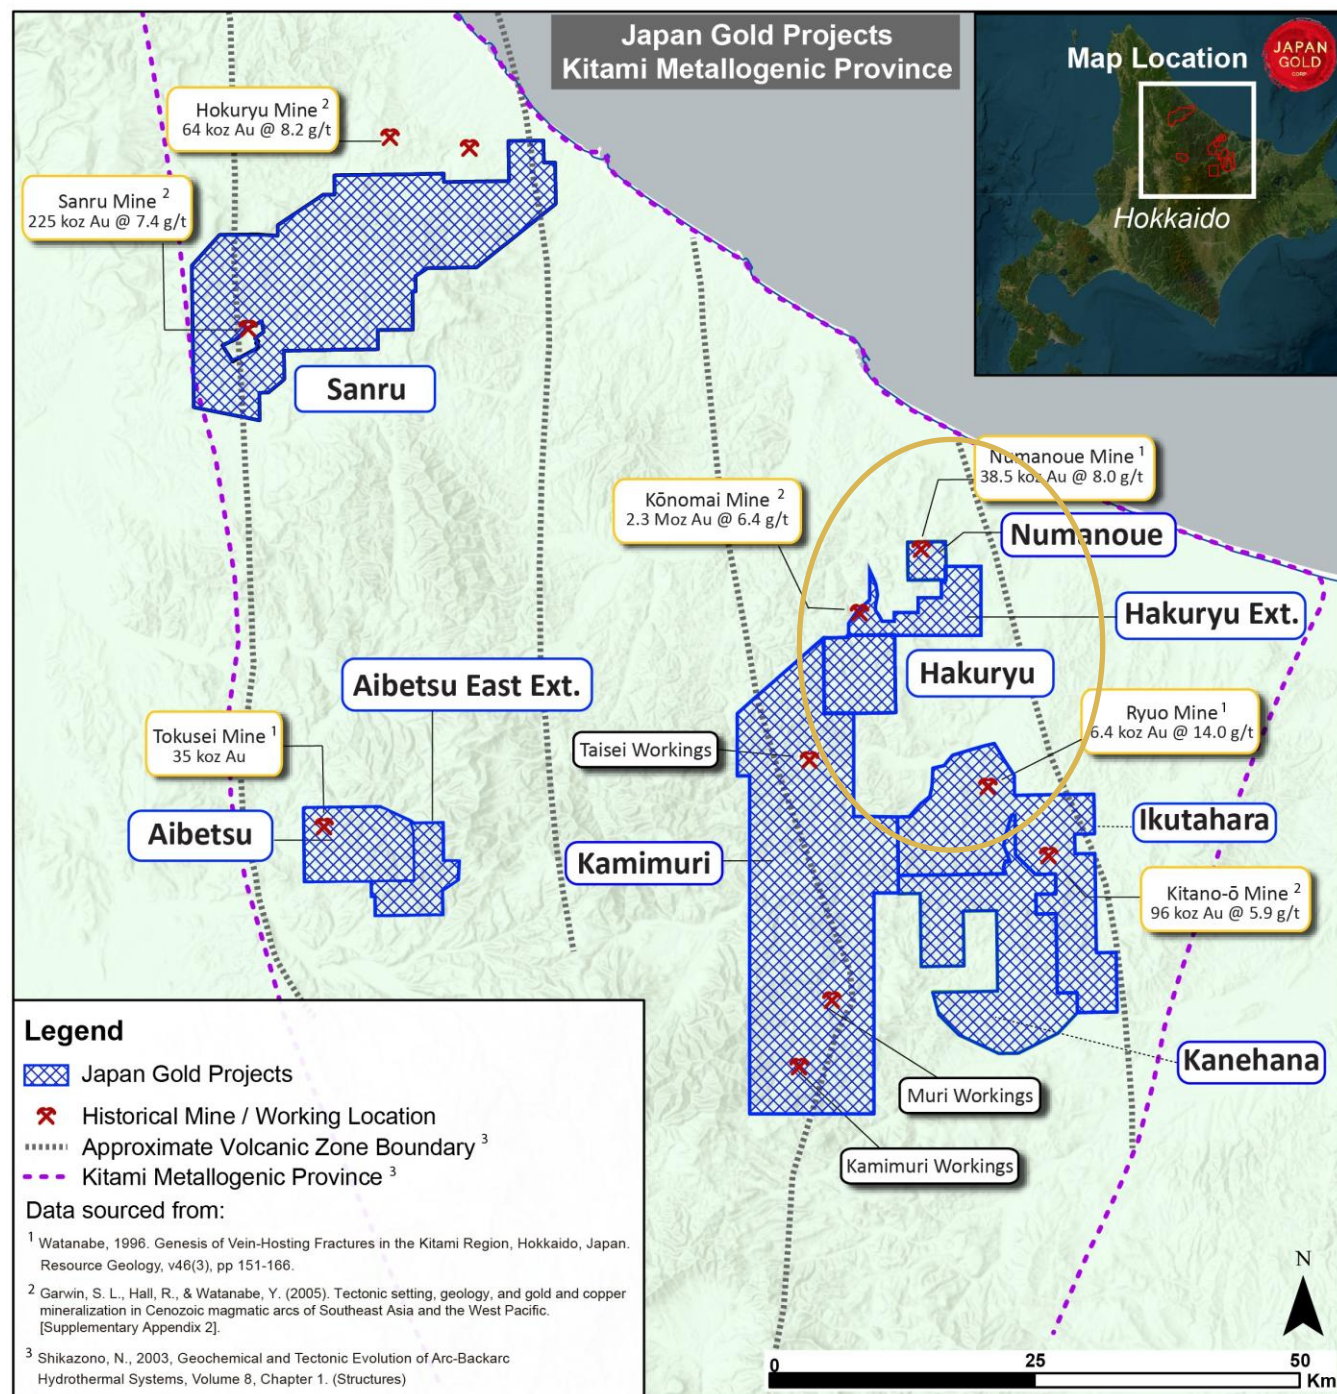 Japan Gold Projects
Kitami Metallogenic Province
Map Location
JAPAN
GOLD
CORP
Hokkaido
Hokuryu Mine 2
64 koz Au @ 8.2 g/t
Sanru Mine 2
225 koz Au @ 7.4 g/t
Sanru
Numanoue Mine 1
38.5 koz Au @ 8.0 g/t
Kōnomai Mine 2
2.3 Moz Au @ 6.4 g/t
Numanoue
Hakuryu Ext.
Hakuryu
Aibetsu East Ext.
Tokusei Mine 1
35 koz Au
Taisei Workings
Ryuo Mine 1
6.4 koz Au @ 14.0 g/t
Aibetsu
Ikutahara
Kamimuri
Kitano-ō Mine 2
96 koz Au @ 5.9 g/t
Kanehana
Muri Workings
Kamimuri Workings
Legend
Japan Gold Projects
Historical Mine / Working Location
Approximate Volcanic Zone Boundary 3
Kitami Metallogenic Province 3
Data sourced from:
1 Watanabe, 1996. Genesis of Vein-Hosting Fractures in the Kitami Region, Hokkaido, Japan.
Resource Geology, v46(3), pp 151-166.
2 Garwin, S. L., Hall, R., & Watanabe, Y. (2005). Tectonic setting, geology, and gold and copper
mineralization in Cenozoic magmatic arcs of Southeast Asia and the West Pacific.
[Supplementary Appendix 2].
3 Shikazono, N., 2003, Geochemical and Tectonic Evolution of Arc-Backarc
Hydrothermal Systems, Volume 8, Chapter 1. (Structures)
N
0 25 50
Km